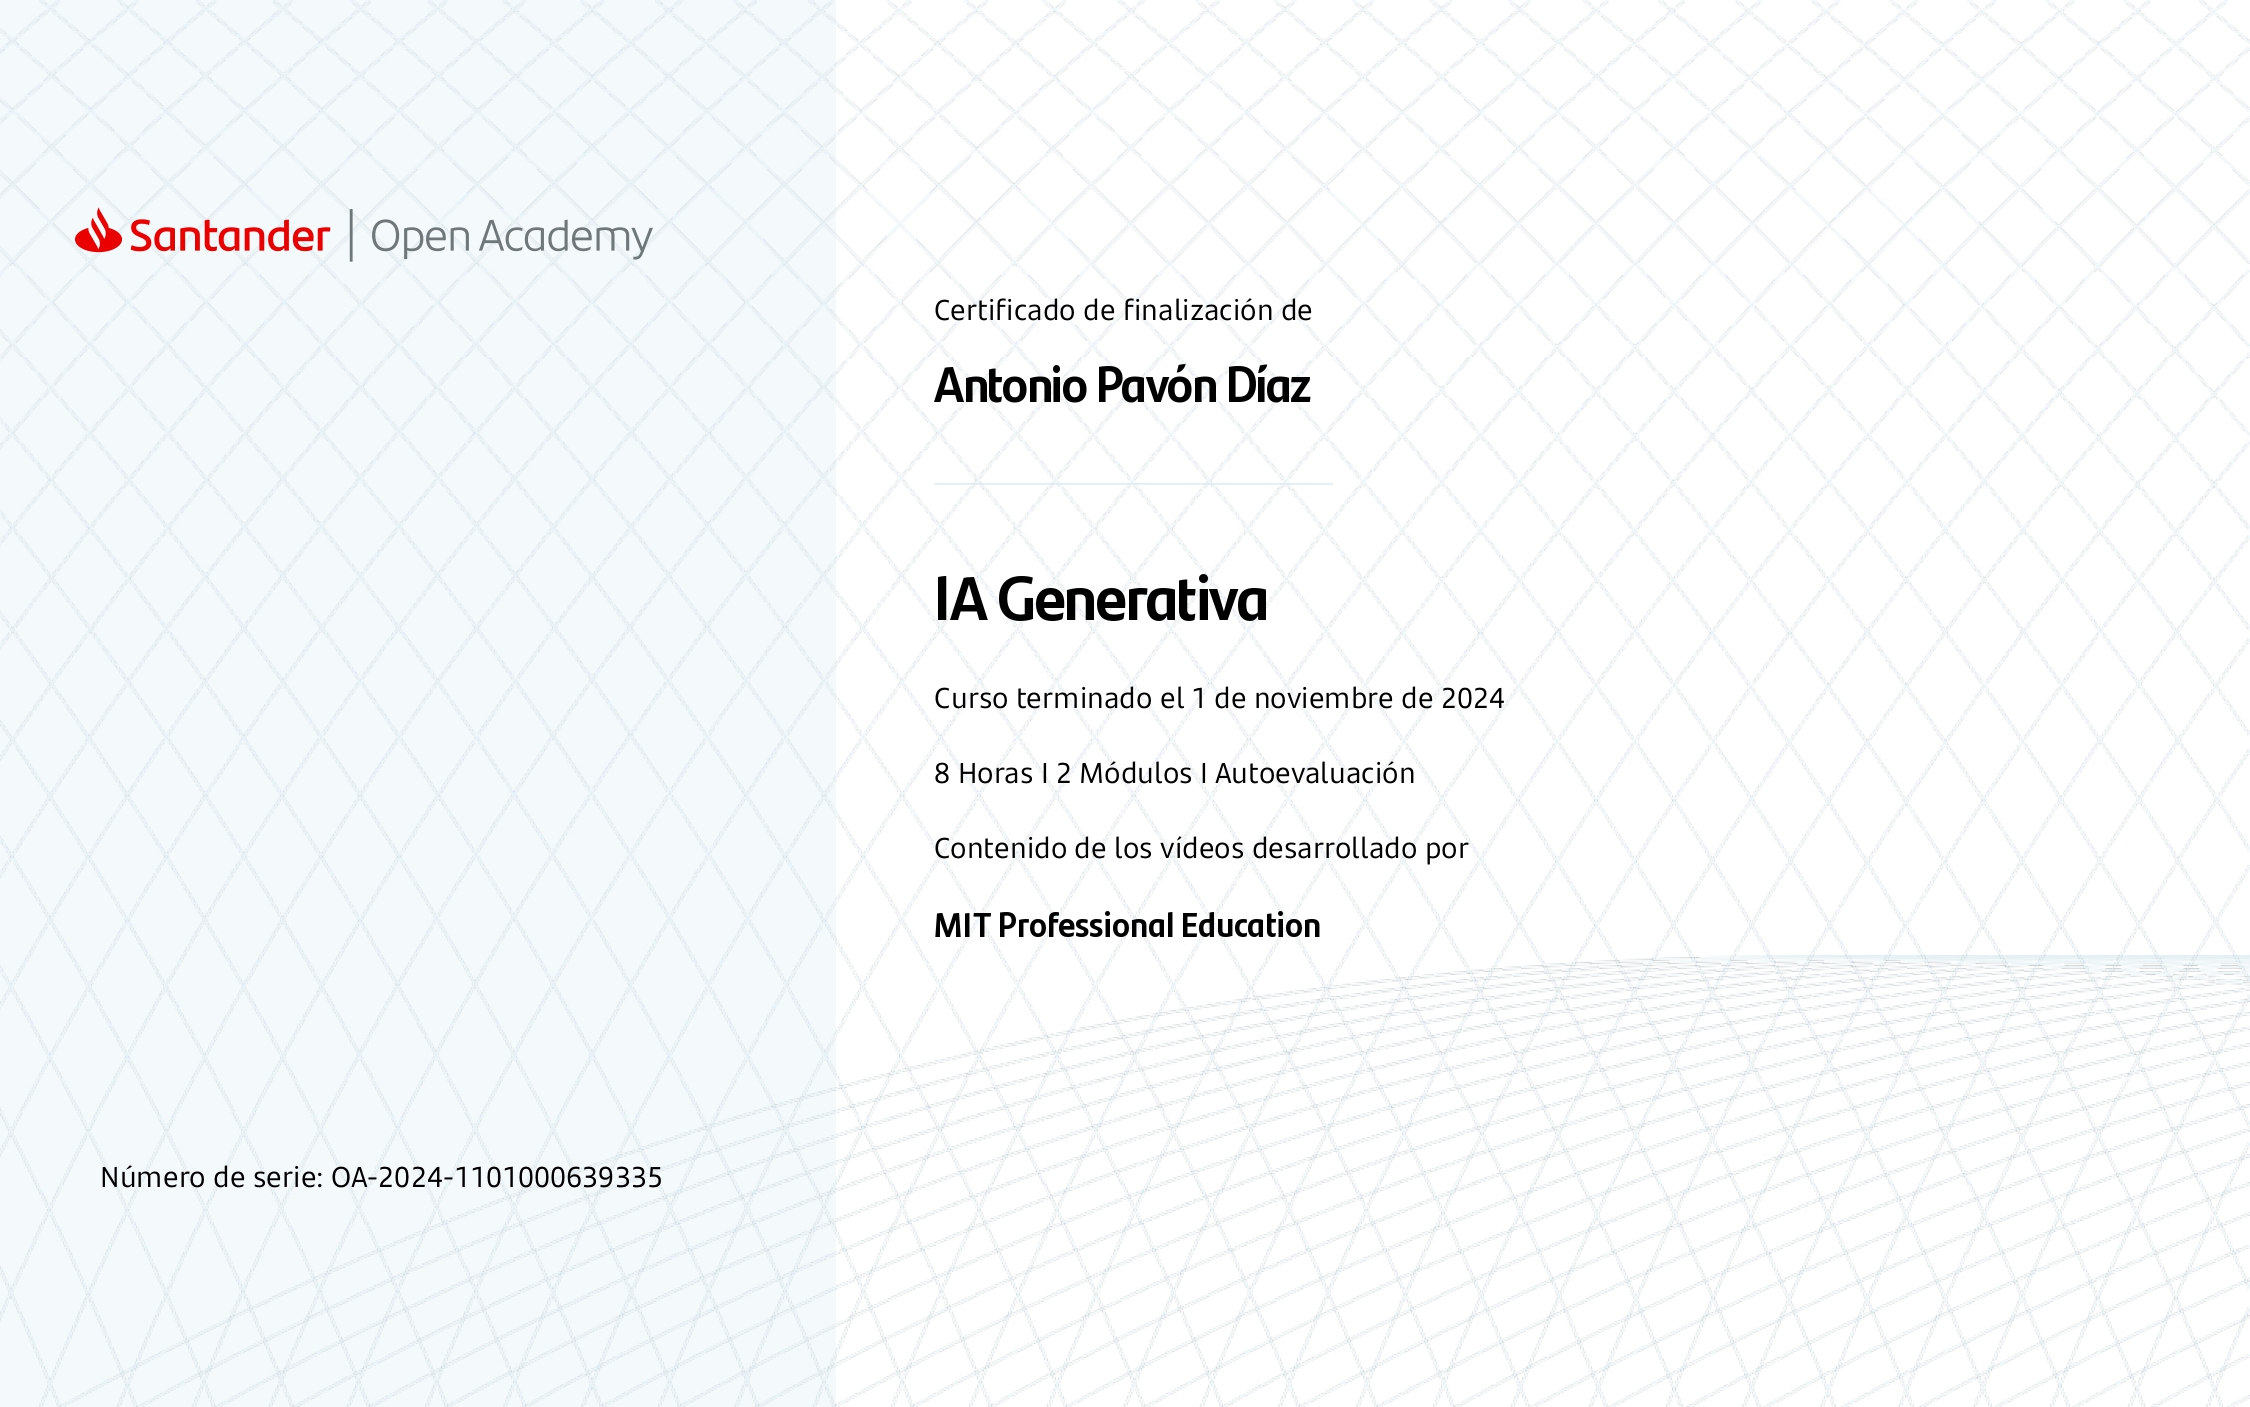 Santander | Open Academy
Certificado de finalización de
Antonio Pavón Díaz
IA Generativa
Curso terminado el 1 de noviembre de 2024
8 Horas I 2 Módulos I Autoevaluación
Contenido de los vídeos desarrollado por
MIT Professional Education
Número de serie: OA-2024-1101000639335